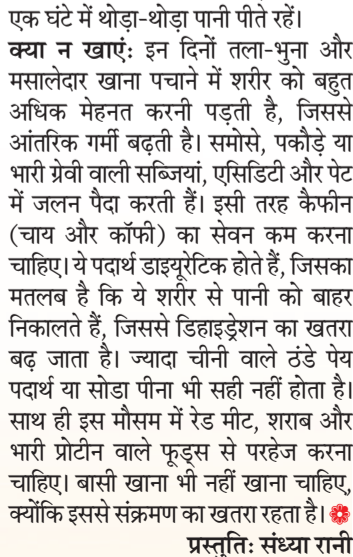 एक घंटे में थोड़ा-थोड़ा पानी पीते रहें।
क्या न खाएं: इन दिनों तला-भुना और
मसालेदार खाना पचाने में शरीर को बहुत
अधिक मेहनत करनी पड़ती है, जिससे
आंतरिक गर्मी बढ़ती है। समोसे, पकौड़े या
भारी ग्रेवी वाली सब्जियां, एसिडिटी और पेट
में जलन पैदा करती हैं। इसी तरह कैफीन
(चाय और कॉफी) का सेवन कम करना
चाहिए। ये पदार्थ डाइयूरेटिक होते हैं, जिसका
मतलब है कि ये शरीर से पानी को बाहर
निकालते हैं, जिससे डिहाइड्रेशन का खतरा
बढ़ जाता है। ज्यादा चीनी वाले ठंडे पेय
पदार्थ या सोडा पीना भी सही नहीं होता है।
साथ ही इस मौसम में रेड मीट, शराब और
भारी प्रोटीन वाले फूड्स से परहेज करना
चाहिए। बासी खाना भी नहीं खाना चाहिए,
क्योंकि इससे संक्रमण का खतरा रहता है।
प्रस्तुतिः संध्या रानी